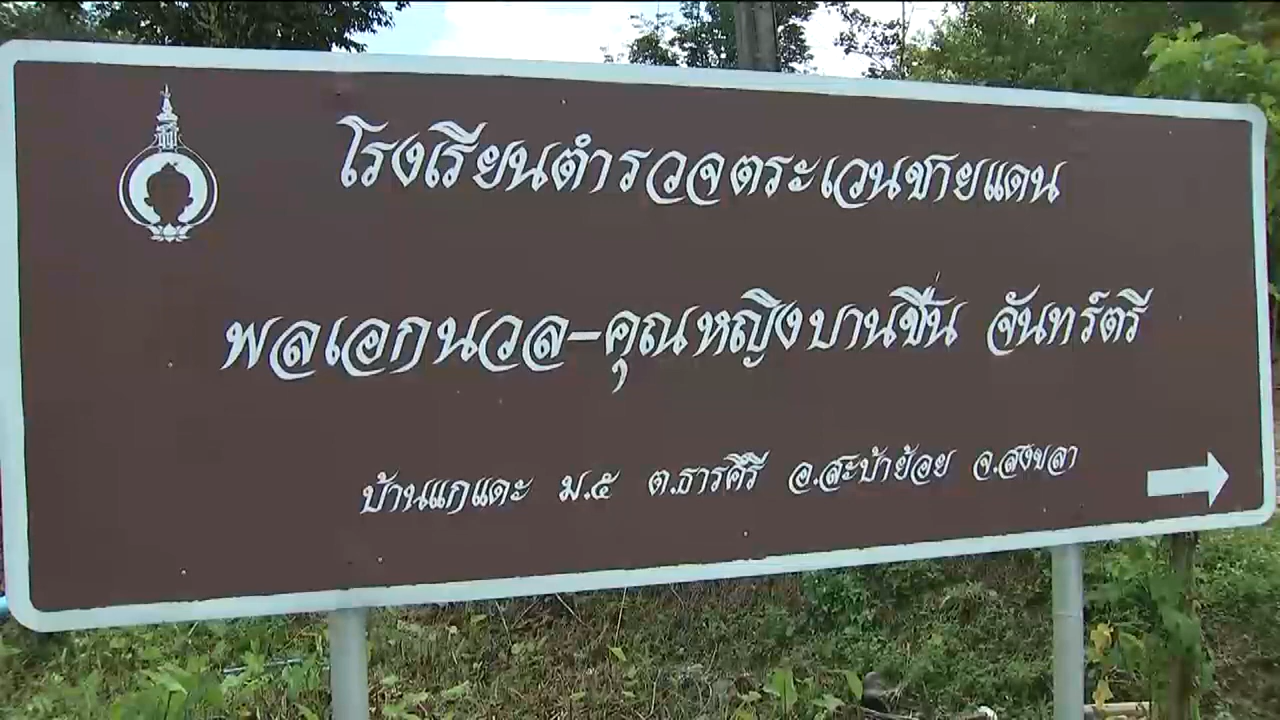 โรงเรียนตำรวจตระเวนชายแดน
พลเอกนวล-คุณหญิงบานชื่น จันทร์ตรี
บ้านแกแดะ ม.๕ ต.ธารคีรี อ.สะบ้าย้อย จ.สงขลา